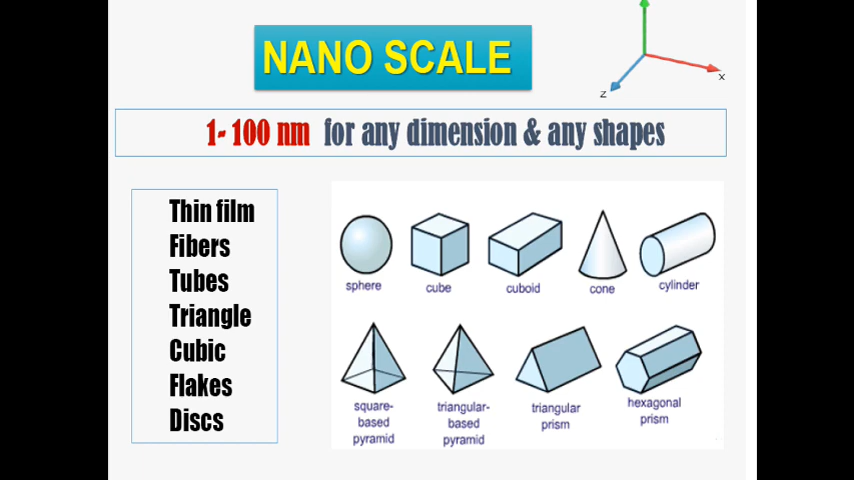 NANO SCALE
x
z
1- 100 nm for any dimension & any shapes
Thin film
Fibers
Tubes
Triangle
Cubic
Flakes
Discs
sphere
cube
cuboid
cone
cylinder
square-
based
pyramid
triangular-
based
pyramid
triangular
prism
hexagonal
prism